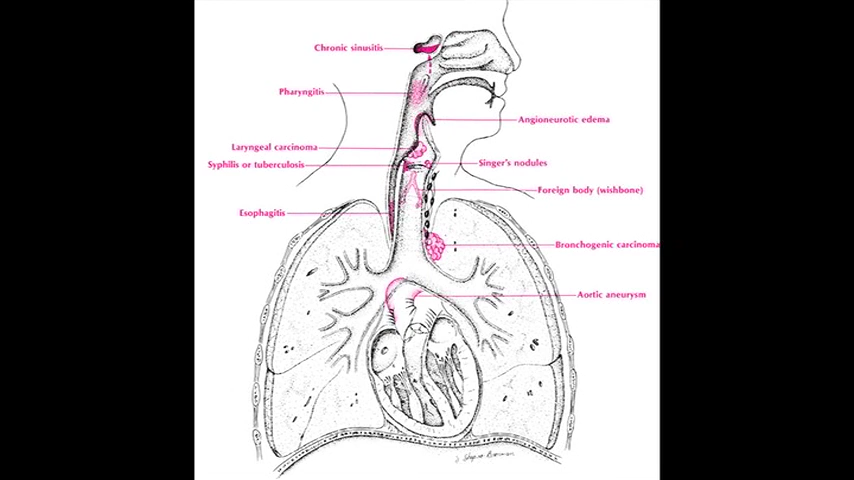 Chronic sinusitis
Pharyngitis
Angioneurotic edema
Laryngeal carcinoma
Syphilis or tuberculosis
Singer's nodules
Foreign body (wishbone)
Esophagitis
Bronchogenic carcinoma
Aortic aneurysm